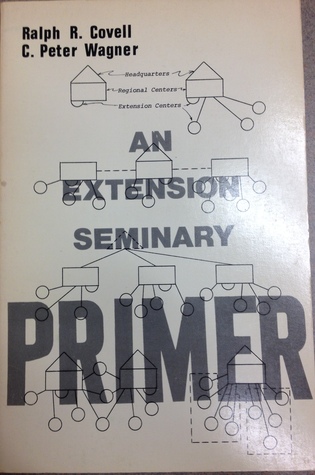 Ralph R. Covell
C. Peter Wagner
Headquarters
Regional Centers
Extension Centers
AN
EXTENSION
SEMINARY
PRIMER